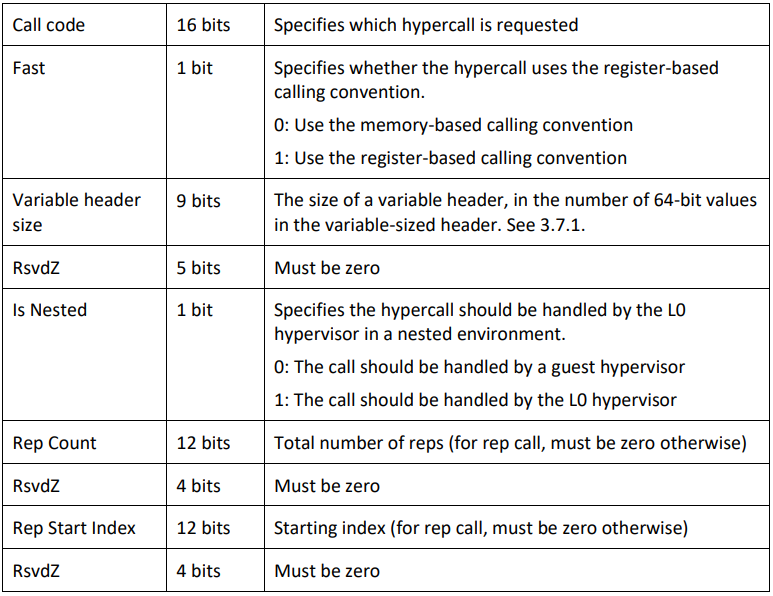 Call code 16 bits Specifies which hypercall is requested
Fast 1 bit Specifies whether the hypercall uses the register-based
calling convention.
0: Use the memory-based calling convention
1: Use the register-based calling convention
Variable header 9 bits The size of a variable header, in the number of 64-bit values
size in the variable-sized header. See 3.7.1.
RsvdZ 5 bits Must be zero
Is Nested 1 bit Specifies the hypercall should be handled by the L0
hypervisor in a nested environment.
0: The call should be handled by a guest hypervisor
1: The call should be handled by the L0 hypervisor
Rep Count 12 bits Total number of reps (for rep call, must be zero otherwise)
RsvdZ 4 bits Must be zero
Rep Start Index 12 bits Starting index (for rep call, must be zero otherwise)
RsvdZ 4 bits Must be zero